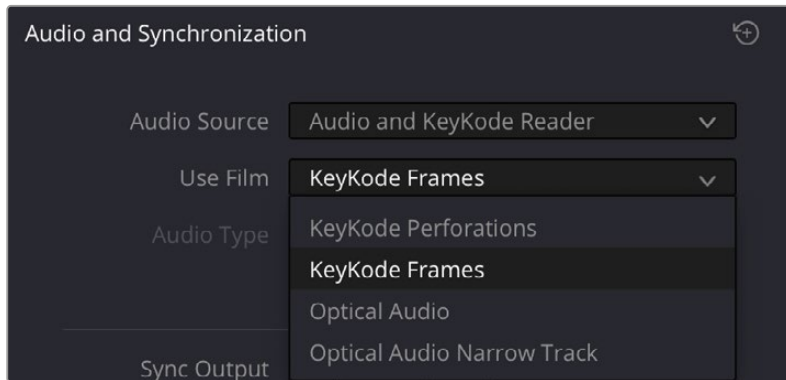 Audio and Synchronization
Audio Source Audio and KeyKode Reader
Use Film KeyKode Frames
Audio Type KeyKode Perforations
KeyKode Frames
Optical Audio
Optical Audio Narrow Track
Sync Output